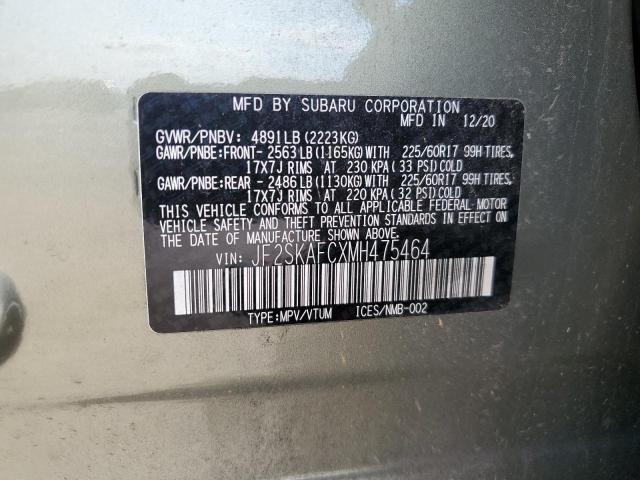 MFD BY SUBARU CORPORATION
MFD IN 12/20
GVWR/PNBV: 4891LB (2223KG)
GAWR/PNBE:FRONT- 2563LB(1165KG)WITH 225/60R17 99H TIRES,
17X7J RIMS AT 230 KPA(33 PSI)COLD
GAWR/PNBE:REAR - 2486LB(1130KG)WITH 225/60R17 99H TIRES,
17X7J RIMS AT 220 KPA(32 PSI)COLD
THIS VEHICLE CONFORMS TO ALL APPLICABLE FEDERAL MOTOR
VEHICLE SAFETY AND THEFT PREVENTION STANDARDS IN EFFECT
ON THE DATE OF MANUFACTURE SHOWN ABOVE.
VIN: JF2SKAFCXMH475464
TYPE:MPV/VTUM ICES/NMB-002